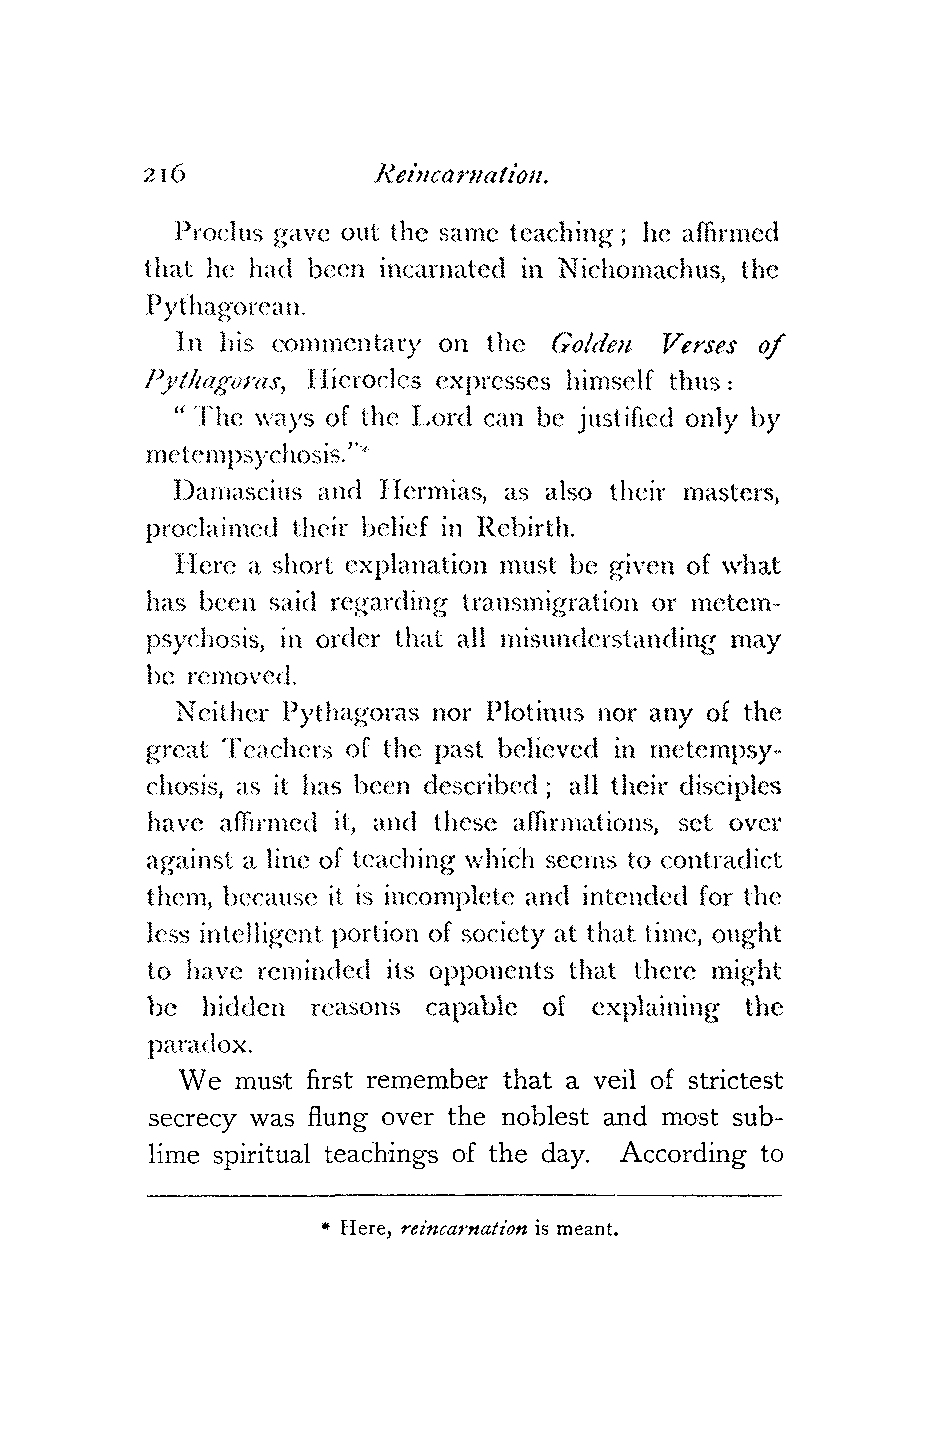 216 Reincarnation.
Proclus gave out the same teaching ; he affirmed
that he had been incarnated in Nichomachus, the
Pythagorean.
In his commentary on the Golden Verses of
Pythagoras, Hierocles expresses himself thus :
" The ways of the Lord can be justified only by
metempsychosis."*
Damascius and Hermias, as also their masters,
proclaimed their belief in Rebirth.
Here a short explanation must be given of what
has been said regarding transmigration or metem-
psychosis, in order that all misunderstanding may
be removed.
Neither Pythagoras nor Plotinus nor any of the
great Teachers of the past believed in metempsy-
chosis, as it has been described ; all their disciples
have affirmed it, and these affirmations, set over
against a line of teaching which seems to contradict
them, because it is incomplete and intended for the
less intelligent portion of society at that time, ought
to have reminded its opponents that there might
be hidden reasons capable of explaining the
paradox.
We must first remember that a veil of strictest
secrecy was flung over the noblest and most sub-
lime spiritual teachings of the day. According to
* Here, reincarnation is meant.